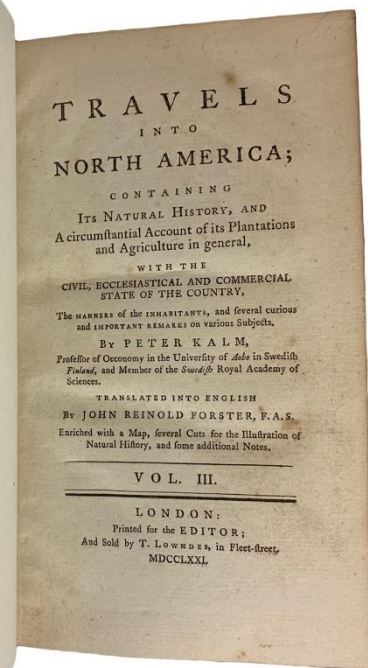 TRAVELS
INTO
NORTH AMERICA;
CONTAINING
ITS NATURAL HISTORY, AND
A circumſtantial Account of its Plantations
and Agriculture in general,
WITH THE
CIVIL, ECCLESIASTICAL AND COMMERCIAL
STATE OF THE COUNTRY,
The MANNERS of the INHABITANTS, and ſeveral curious
and IMPORTANT REMARKS on various Subjects.
By PETER KALM,
Profeſſor of Oeconomy in the Univerſity of Aobo in Swediſh
Finland, and Member of the Swediſh Royal Academy of
Sciences.
TRANSLATED INTO ENGLISH
By JOHN REINOLD FORSTER, F.A.S.
Enriched with a Map, ſeveral Cuts for the Illuſtration of
Natural Hiſtory, and ſome additional Notes.
VOL. III.
LONDON:
Printed for the EDITOR;
And Sold by T. LOWNDES, in Fleet-ſtreet.
MDCCLXXI.